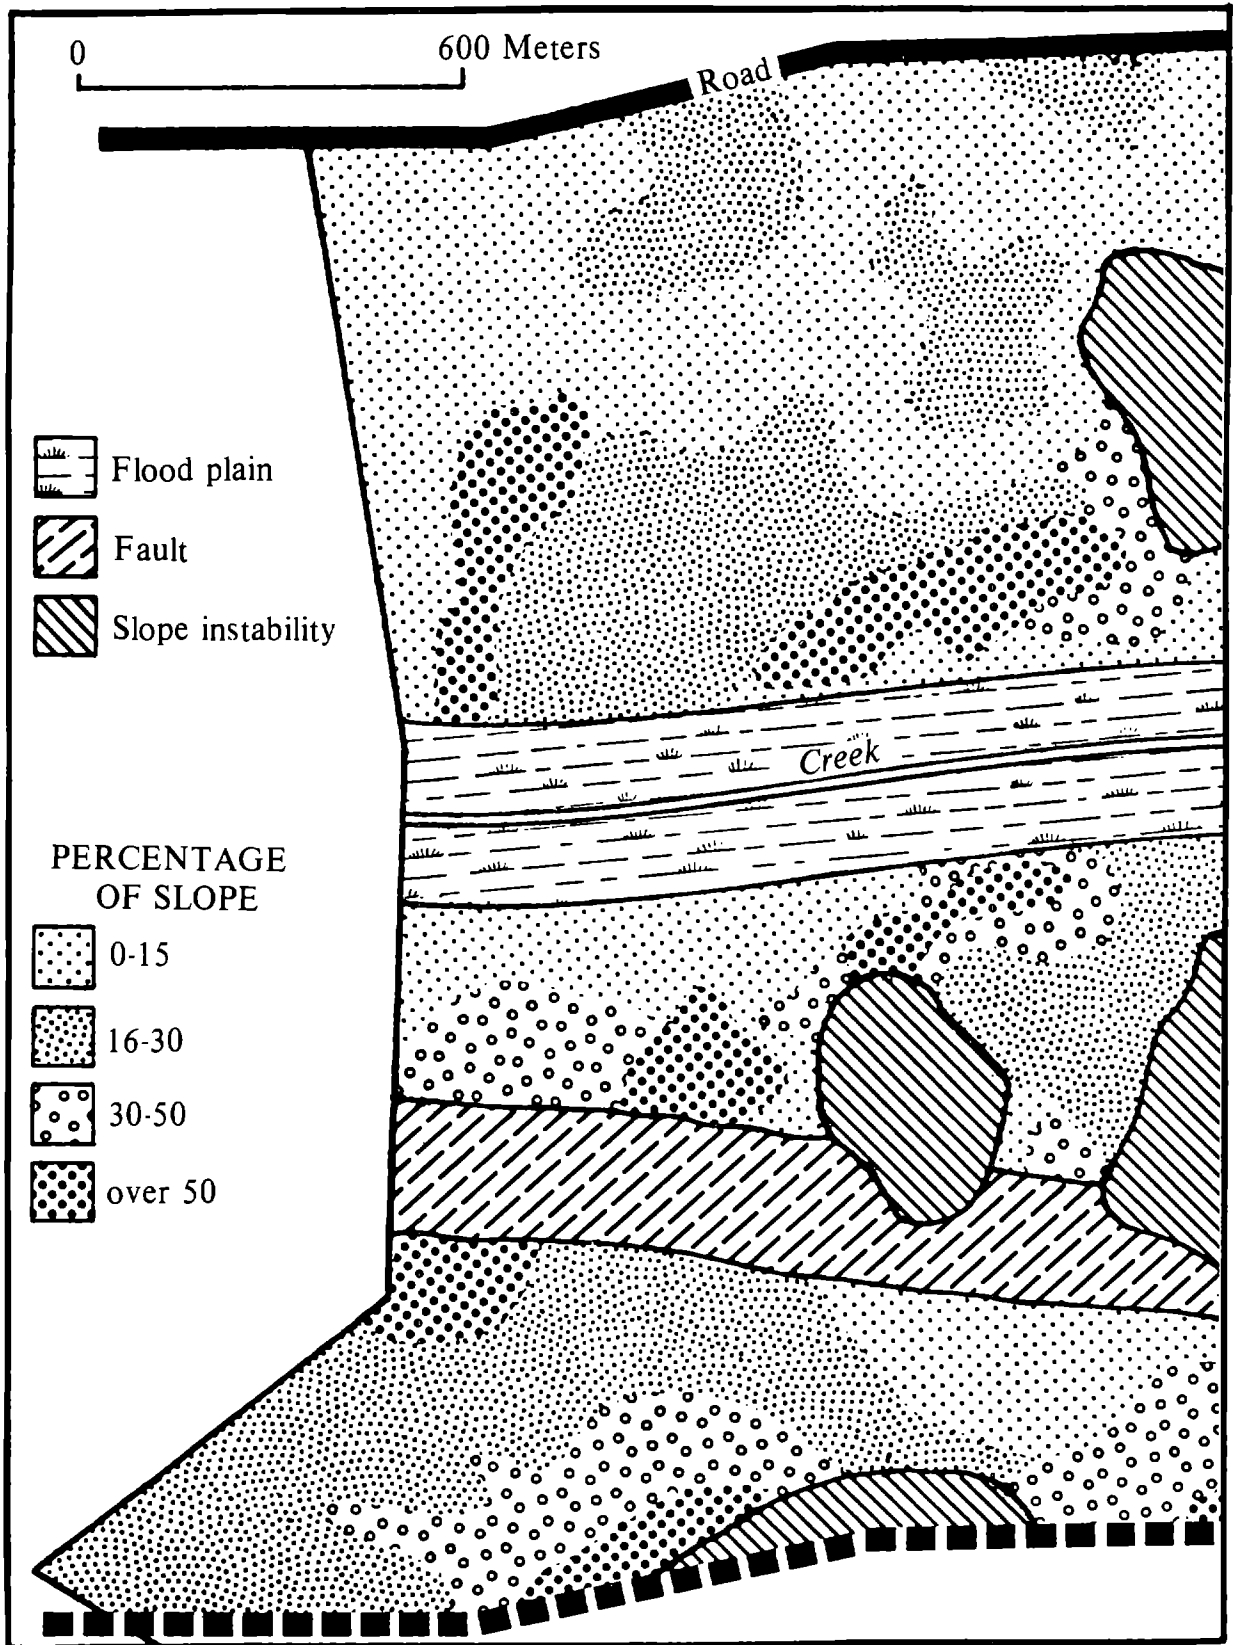 0
600 Meters
Road
Flood plain
Fault
Slope instability
Creek
PERCENTAGE
OF SLOPE
0-15
16-30
30-50
over 50